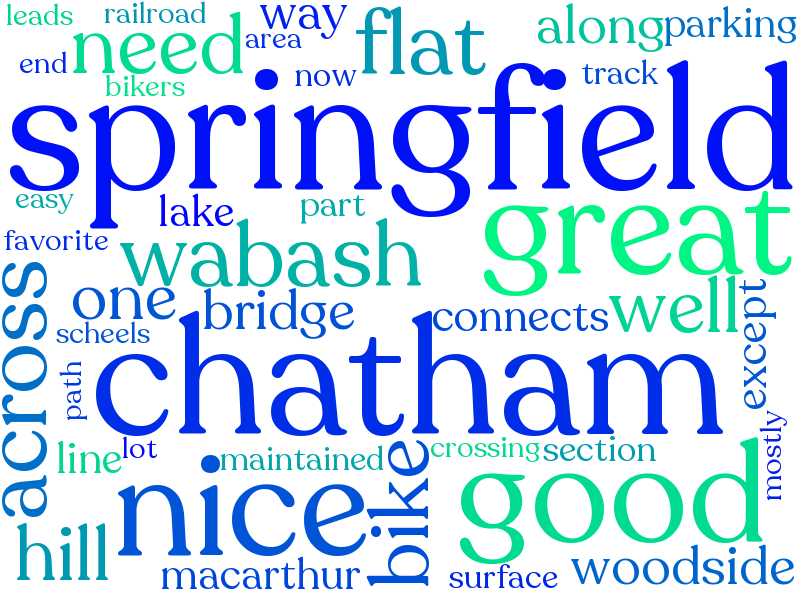 leads
railroad
way
area
need
flat
along
parking
end
bikers
now
track
springfield
easy
lake
part
great
favorite
wabash
across
one
bridge
connects
well
except
scheels
chatham
path
line
lot
maintained
bike
crossing
section
mostly
nice
good
hill
macarthur
surface
woodside